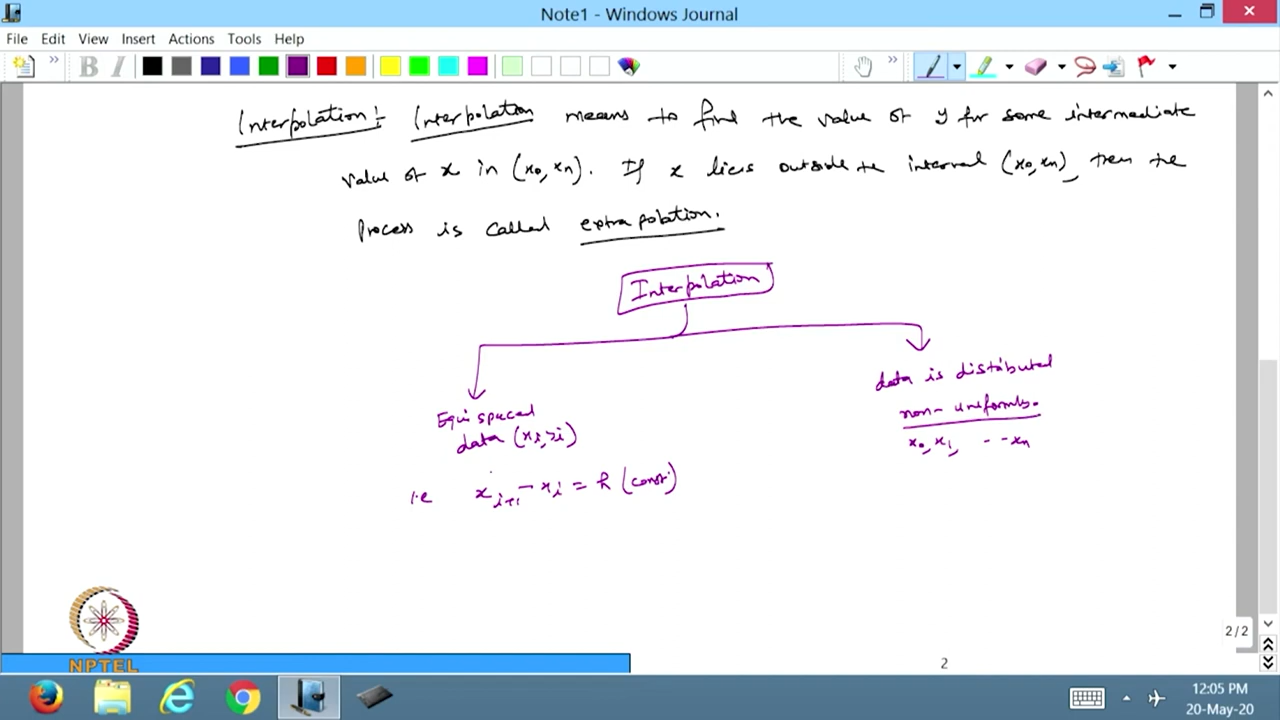 Note1 - Windows Journal
File Edit View Insert Actions Tools Help
Interpolation:- Interpolation means to find the value of y for some intermediate
value of x in (x0, xn). If x lies outside the interval (x0, xn), then the
Process is called extrapolation.
Interpolation
Equispaced
data (xi, yi)
i.e xi+1 - xi = h (const.)
data is distributed
non-uniformly.
x0, x1, - - xn
NPTEL
2/2
2
12:05 PM
20-May-20